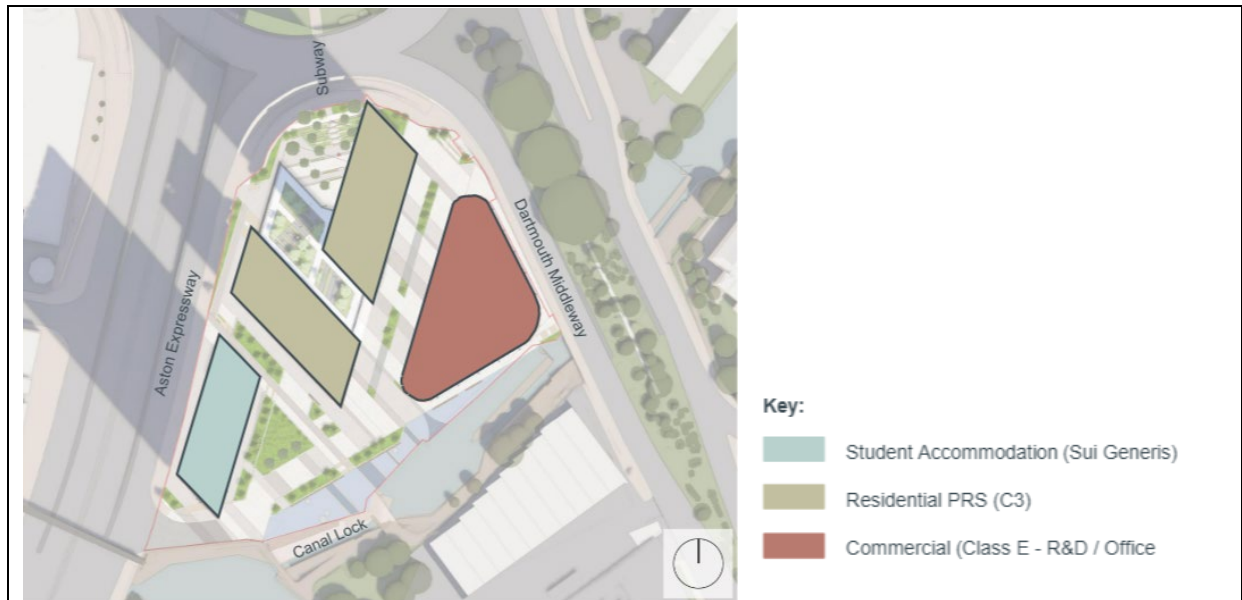 Subway
Dartmouth Middleway
Aston Expressway
Canal Lock
Key:
Student Accommodation (Sui Generis)
Residential PRS (C3)
Commercial (Class E - R&D / Office